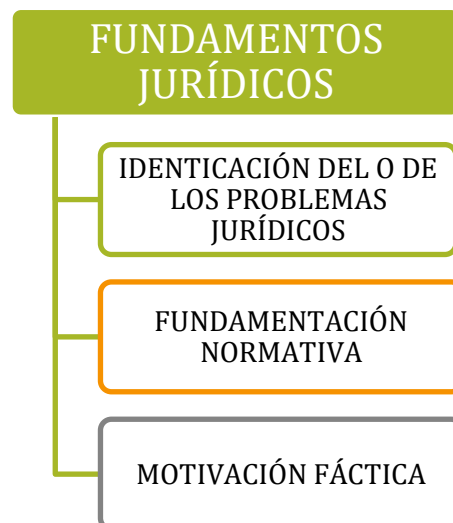 FUNDAMENTOS
JURÍDICOS
IDENTICACIÓN DEL O DE
LOS PROBLEMAS
JURÍDICOS
FUNDAMENTACIÓN
NORMATIVA
MOTIVACIÓN FÁCTICA